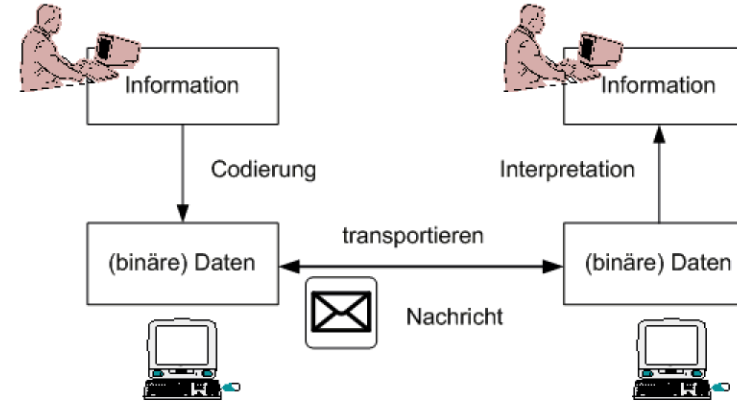 Information
Information
Codierung
Interpretation
transportieren
(binäre) Daten
(binäre) Daten
Nachricht